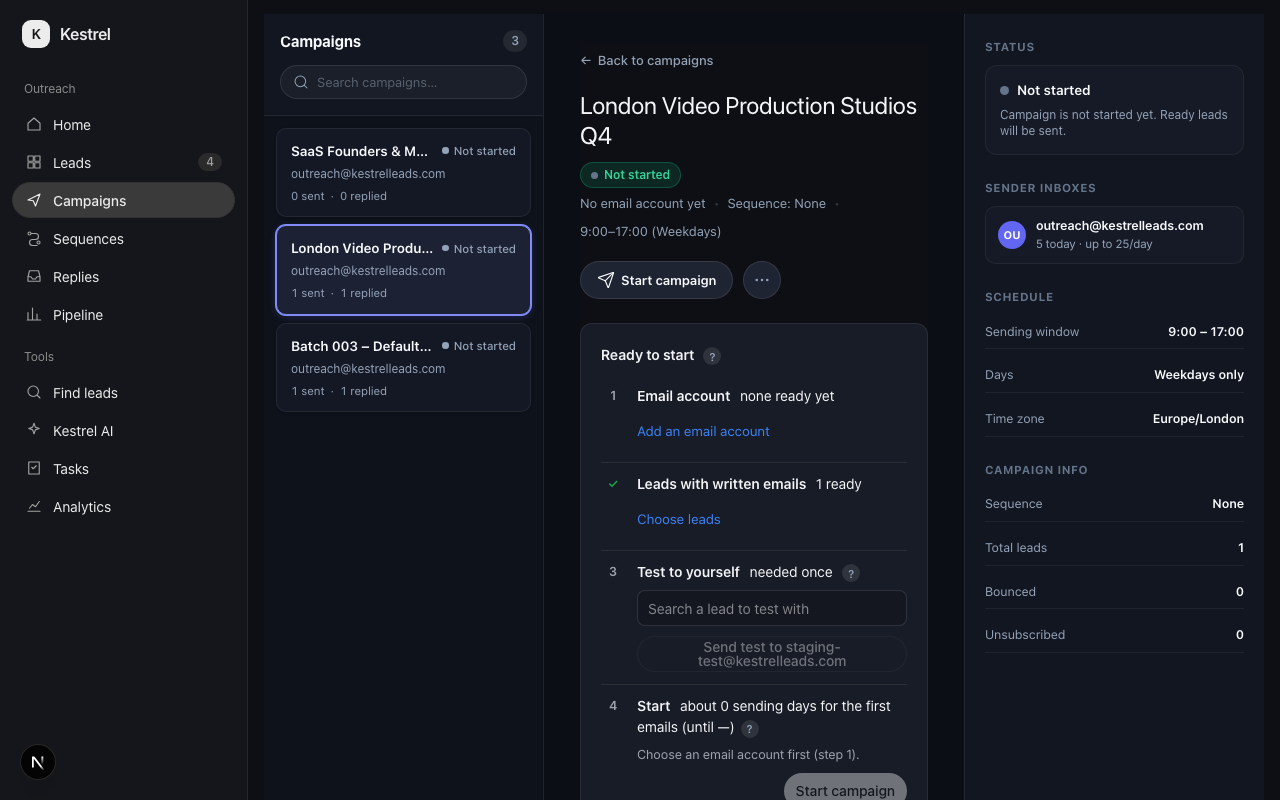 K Kestrel
Outreach
Home
Leads 4
Campaigns
Sequences
Replies
Pipeline
Tools
Find leads
Kestrel AI
Tasks
Analytics
N
Campaigns 3
Search campaigns...
SaaS Founders & M... Not started
outreach@kestrelleads.com
0 sent · 0 replied
London Video Produ... Not started
outreach@kestrelleads.com
1 sent · 1 replied
Batch 003 – Default... Not started
outreach@kestrelleads.com
1 sent · 1 replied
← Back to campaigns
London Video Production Studios
Q4
Not started
No email account yet · Sequence: None ·
9:00–17:00 (Weekdays)
Start campaign ...
Ready to start ?
1 Email account none ready yet
Add an email account
✓ Leads with written emails 1 ready
Choose leads
3 Test to yourself needed once ?
Search a lead to test with
Send test to staging-
test@kestrelleads.com
4 Start about 0 sending days for the first
emails (until —) ?
Choose an email account first (step 1).
Start campaign
STATUS
Not started
Campaign is not started yet. Ready leads
will be sent.
SENDER INBOXES
OU outreach@kestrelleads.com
5 today · up to 25/day
SCHEDULE
Sending window 9:00 – 17:00
Days Weekdays only
Time zone Europe/London
CAMPAIGN INFO
Sequence None
Total leads 1
Bounced 0
Unsubscribed 0